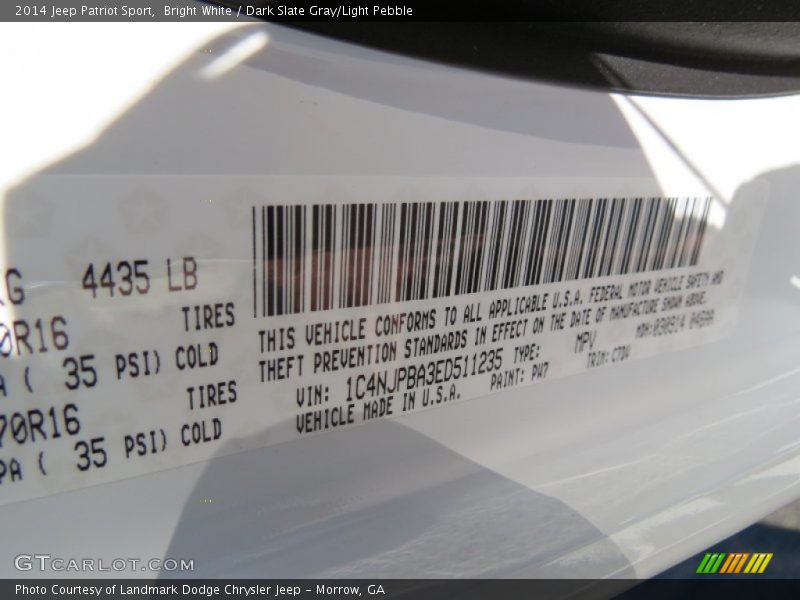 2014 Jeep Patriot Sport,  Bright White / Dark Slate Gray/Light Pebble
4435 LB
R16 TIRES
( 35 PSI) COLD
70R16 TIRES
PA ( 35 PSI) COLD
THIS VEHICLE CONFORMS TO ALL APPLICABLE U.S.A. FEDERAL MOTOR VEHICLE SAFETY AND
THEFT PREVENTION STANDARDS IN EFFECT ON THE DATE OF MANUFACTURE SHOWN ABOVE.
VIN: 1C4NJPBA3ED511235 TYPE: MPV
VEHICLE MADE IN U.S.A. PAINT: PW7 TRIM:
GTCARLOT.COM
Photo Courtesy of Landmark Dodge Chrysler Jeep – Morrow, GA